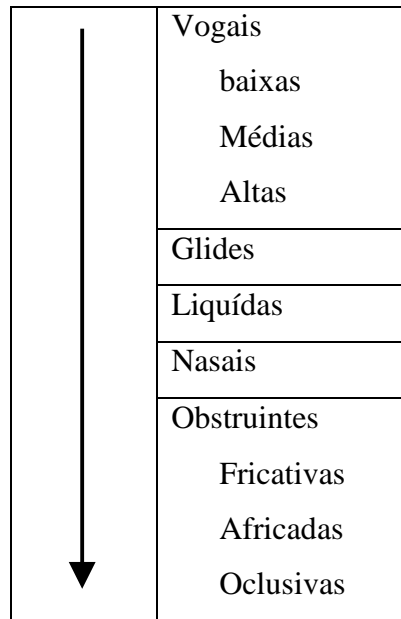 Vogais
baixas
Médias
Altas
Glides
Liquídas
Nasais
Obstruintes
Fricativas
Africadas
Oclusivas